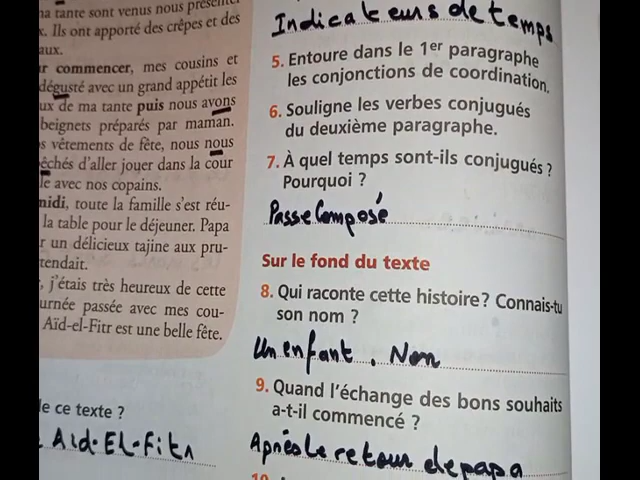 ma tante sont venus nous présenter
x. Ils ont apporté des crêpes et des
aux.
r commencer, mes cousins et
dégusté avec un grand appétit les
ux de ma tante puis nous avons
beignets préparés par maman.
s vêtements de fête, nous nous
êchés d'aller jouer dans la cour
le avec nos copains.
midi, toute la famille s'est réu-
la table pour le déjeuner. Papa
r un délicieux tajine aux pru-
tendait.
, j'étais très heureux de cette
urnée passée avec mes cou-
Aïd-el-Fitr est une belle fête.
le ce texte ?
Aid-El-Fitr
Indicateurs de temps
5. Entoure dans le 1er paragraphe
les conjonctions de coordination.
6. Souligne les verbes conjugués
du deuxième paragraphe.
7. À quel temps sont-ils conjugués ?
Pourquoi ?
Passe Composé
Sur le fond du texte
8. Qui raconte cette histoire ? Connais-tu
son nom ?
Un enfant. Non
9. Quand l'échange des bons souhaits
a-t-il commencé ?
Après le retour de papa
10.